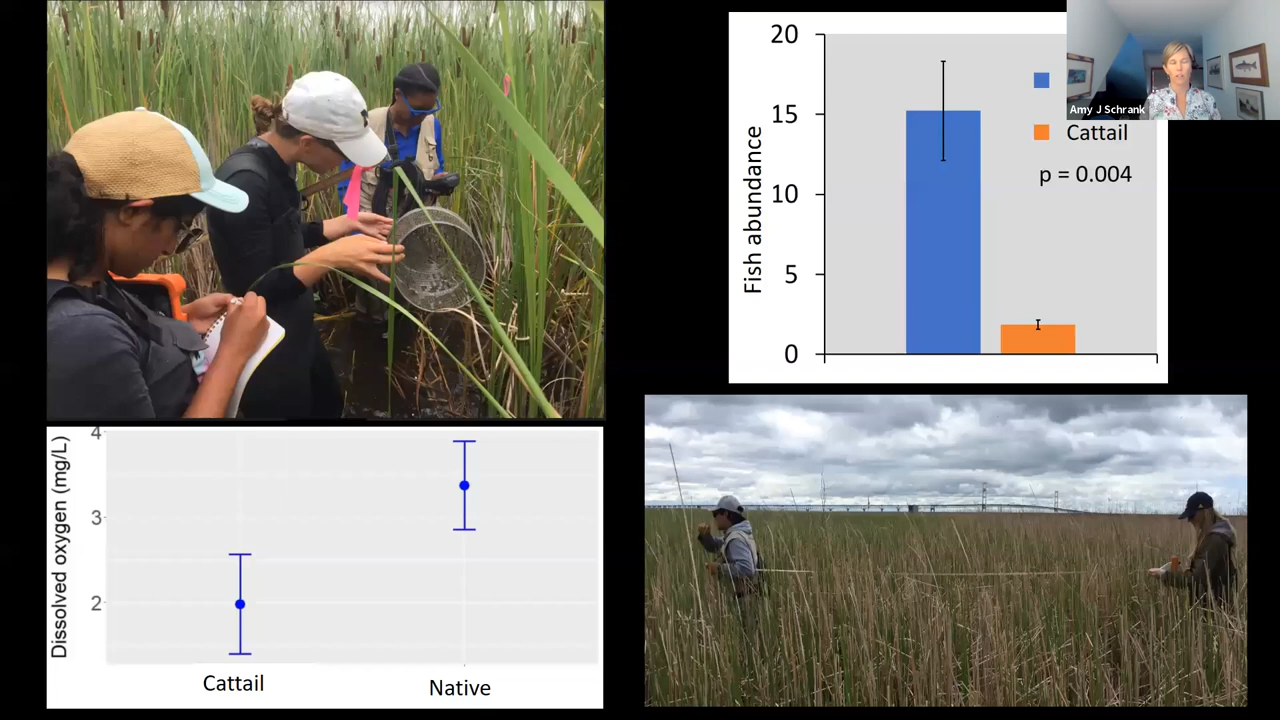 20
15
10
5
0
Fish abundance
Cattail
p = 0.004
Amy J Schrank
4
3
2
Dissolved oxygen (mg/L)
Cattail
Native